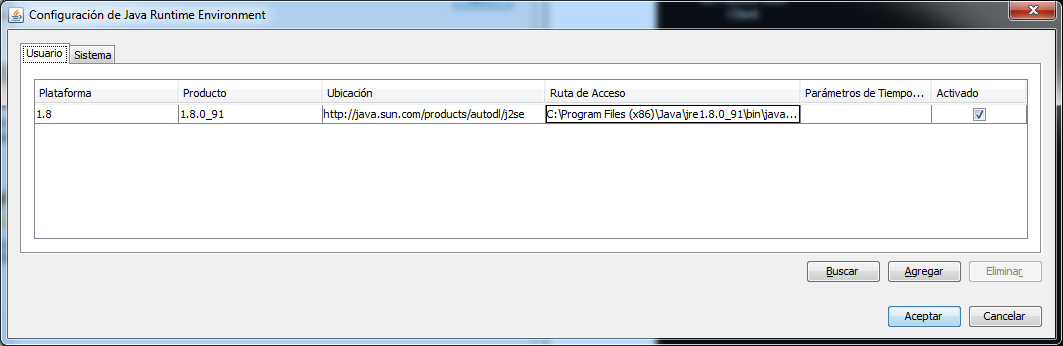 Client
Configuración de Java Runtime Environment
Usuario Sistema
Plataforma Producto Ubicación Ruta de Acceso Parámetros de Tiempo... Activado
1.8 1.8.0_91 http://java.sun.com/products/autodl/j2se C:\Program Files (x86)\Java\jre1.8.0_91\bin\java...
Buscar Agregar Eliminar
Aceptar Cancelar